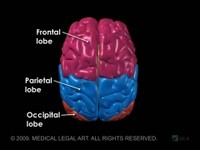 Frontal
lobe
Parietal
lobe
Occipital
lobe
© 2009, MEDICAL LEGAL ART. ALL RIGHTS RESERVED.